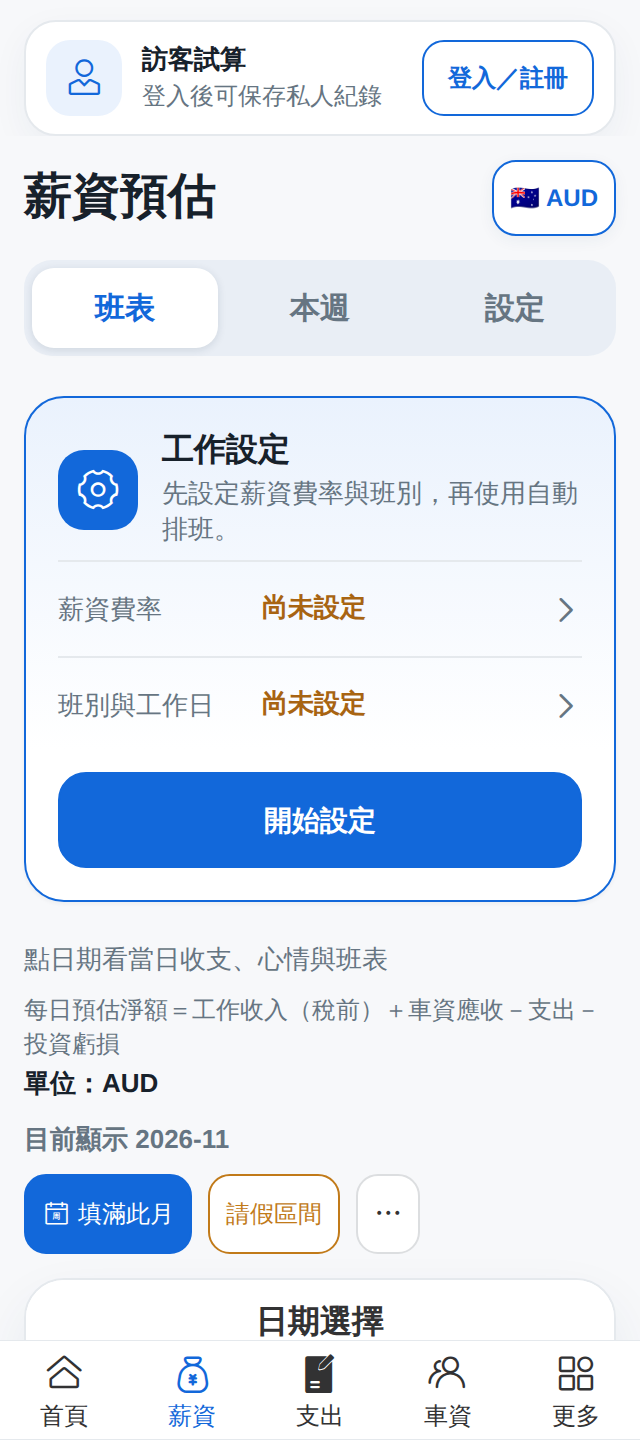 訪客試算
登入後可保存私人紀錄
登入／註冊
薪資預估
🇦🇺 AUD
班表
本週
設定
工作設定
先設定薪資費率與班別，再使用自動
排班。
薪資費率
尚未設定
班別與工作日
尚未設定
開始設定
點日期看當日收支、心情與班表
每日預估淨額＝工作收入（稅前）＋車資應收－支出－
投資虧損
單位：AUD
目前顯示 2026-11
填滿此月
請假區間
···
日期選擇
首頁
薪資
支出
車資
更多